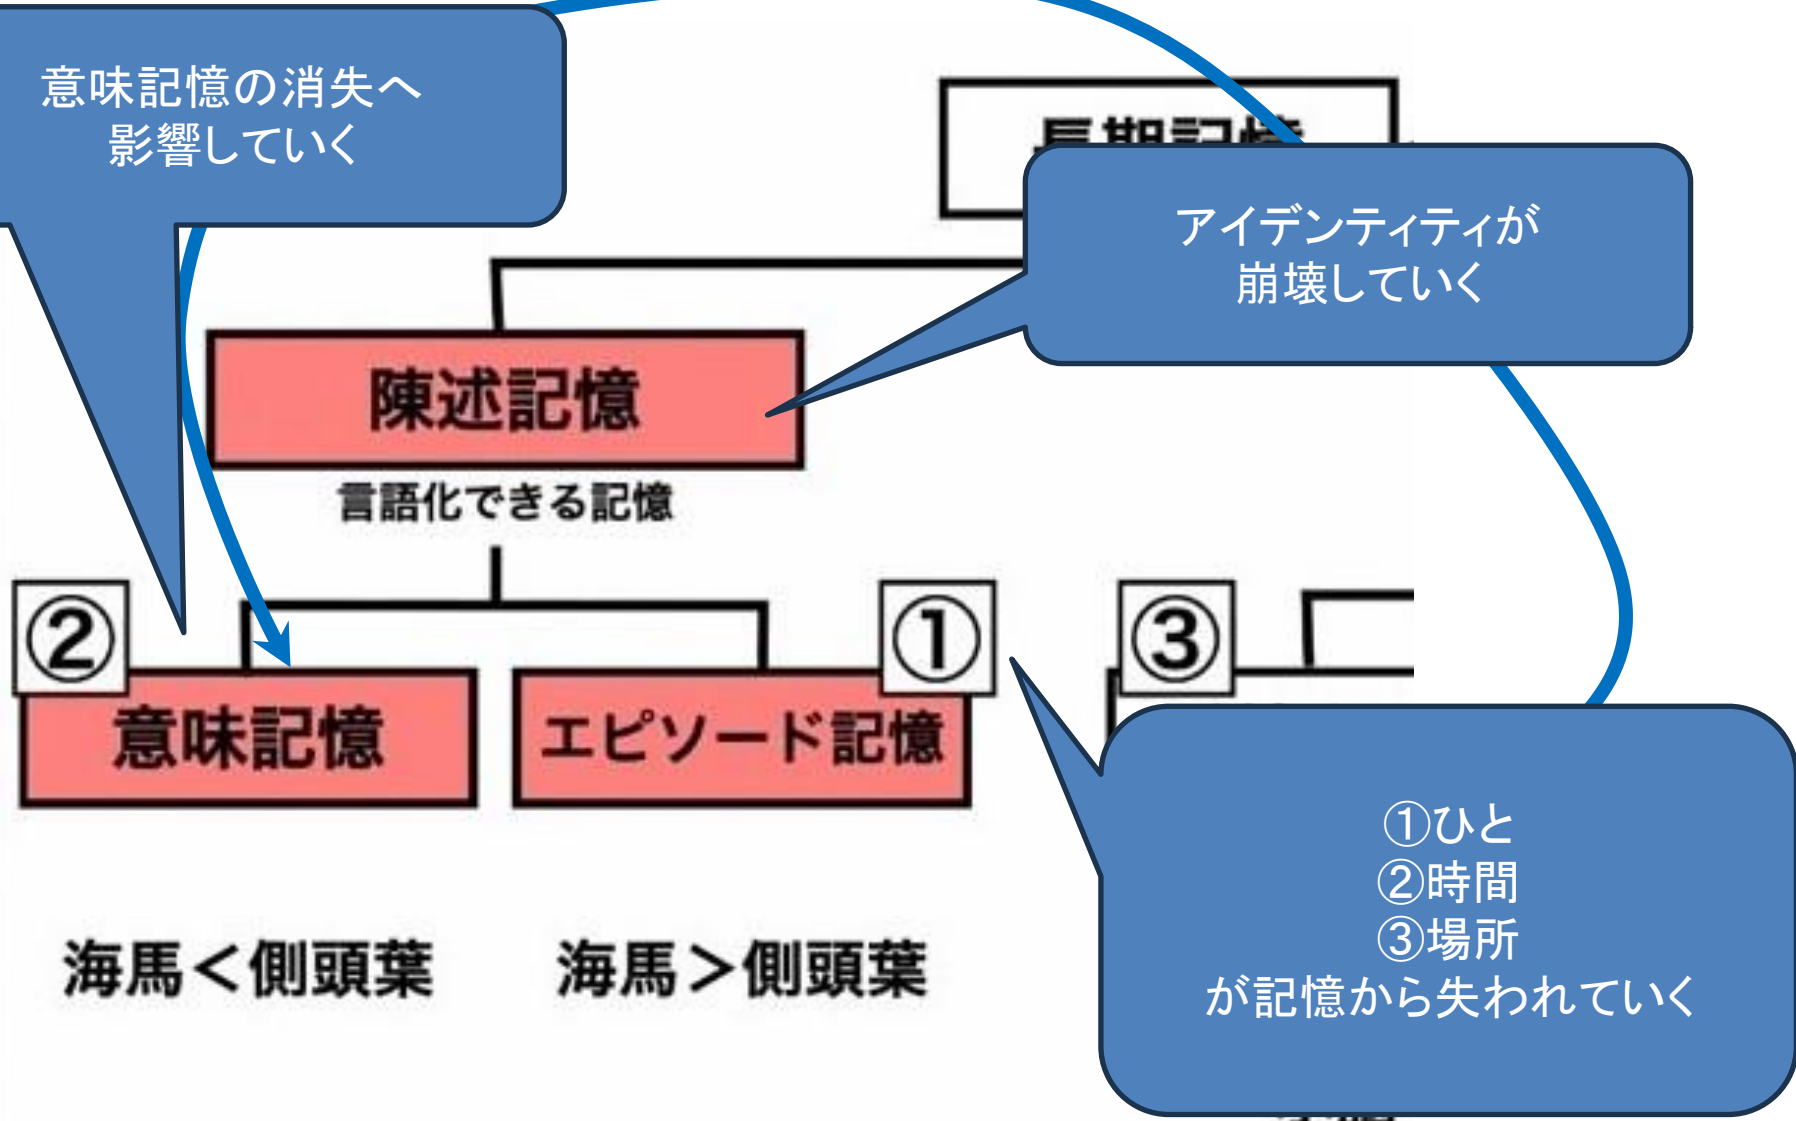 意味記憶の消失へ
影響していく
長期記憶
アイデンティティが
崩壊していく
陳述記憶
言語化できる記憶
②
①
③
意味記憶
エピソード記憶
①ひと
②時間
③場所
が記憶から失われていく
海馬＜側頭葉
海馬＞側頭葉